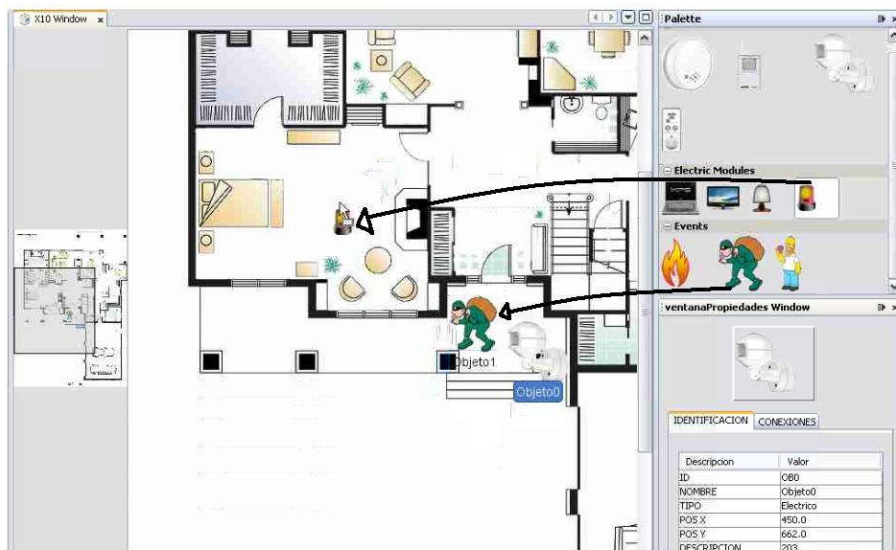 X10 Window
Palette
Electric Modules
Events
Objeto1
Objeto0
ventanaPropiedades Window
IDENTIFICACION
CONEXIONES
Descripcion Valor
ID OB0
NOMBRE Objeto0
TIPO Electrico
POS X 450.0
POS Y 662.0
DESCRIPCION 203